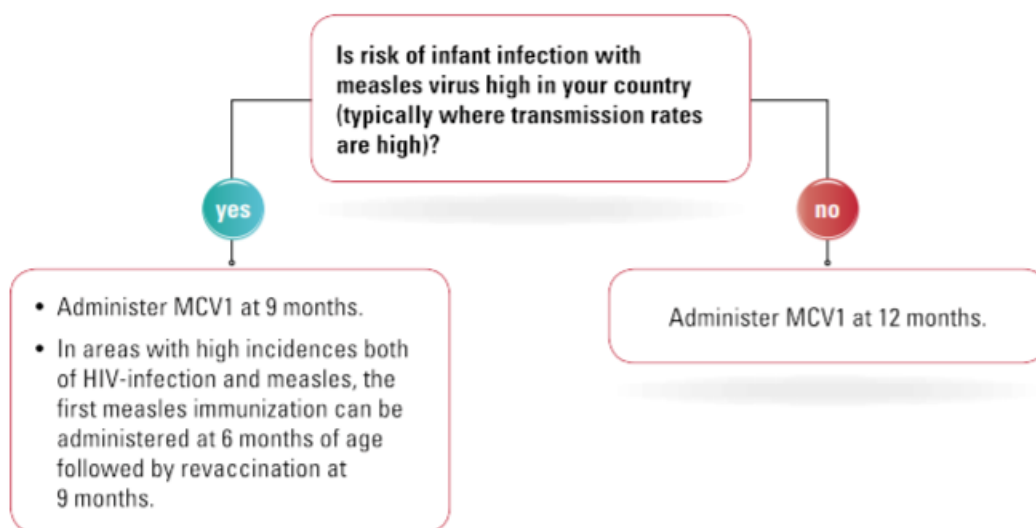 Is risk of infant infection with
measles virus high in your country
(typically where transmission rates
are high)?
yes
no
• Administer MCV1 at 9 months.
• In areas with high incidences both
of HIV-infection and measles, the
first measles immunization can be
administered at 6 months of age
followed by revaccination at
9 months.
Administer MCV1 at 12 months.